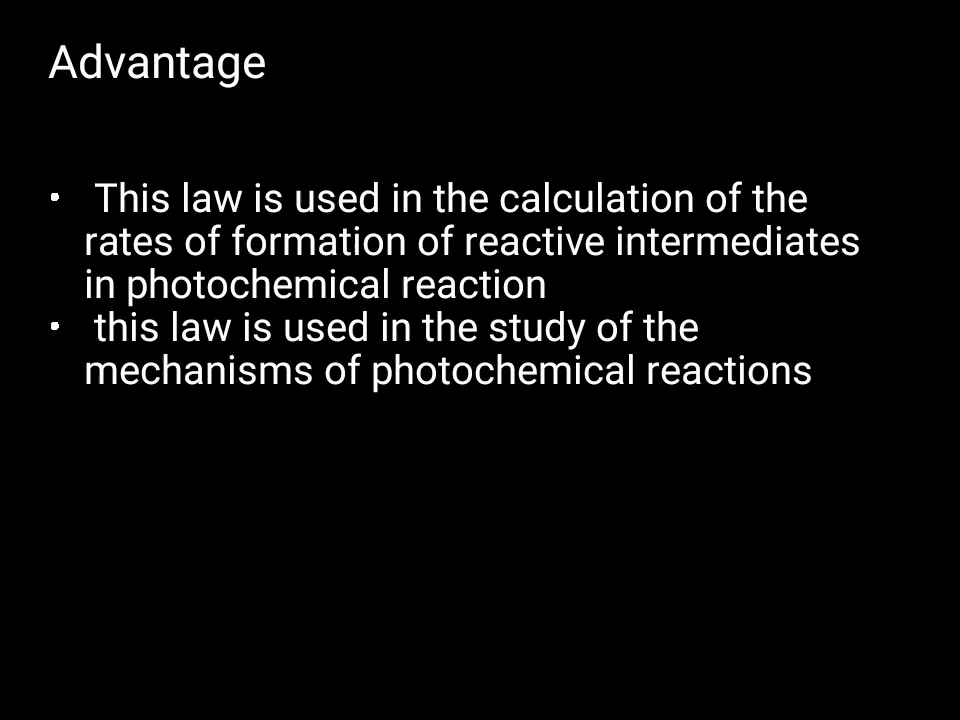 Advantage
• This law is used in the calculation of the
rates of formation of reactive intermediates
in photochemical reaction
• this law is used in the study of the
mechanisms of photochemical reactions